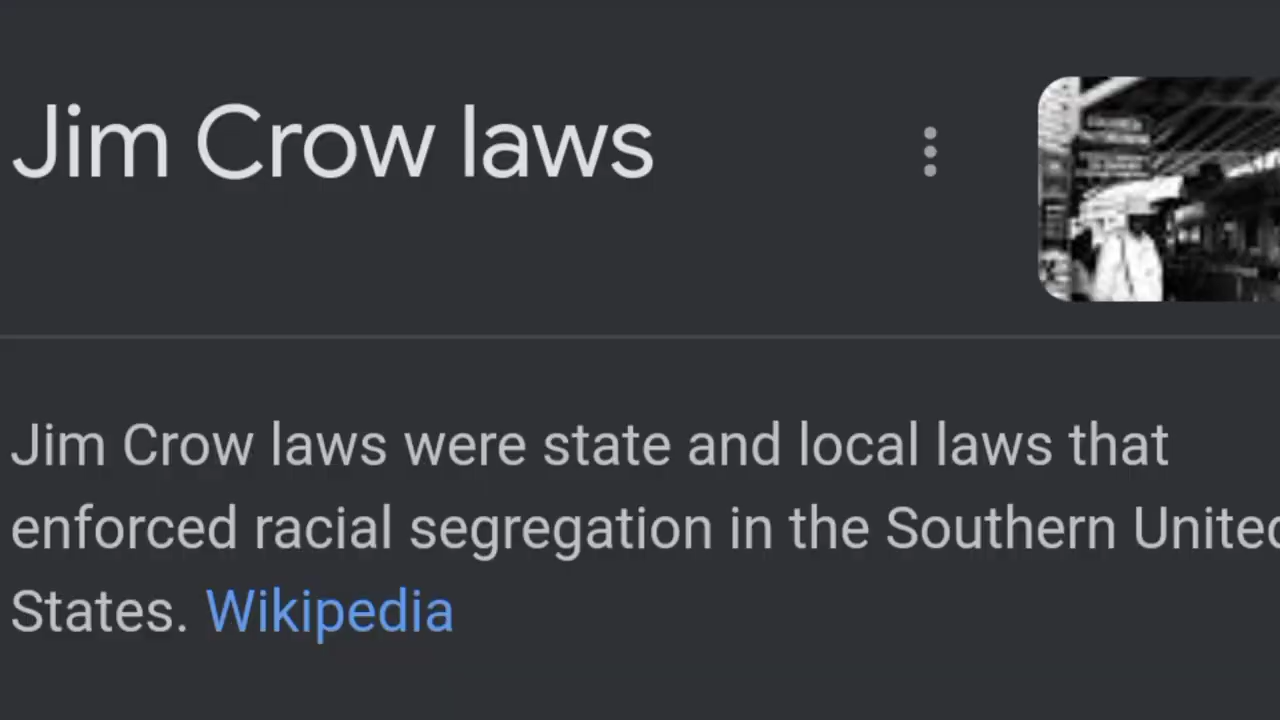 Jim Crow laws
Jim Crow laws were state and local laws that
enforced racial segregation in the Southern United
States. Wikipedia